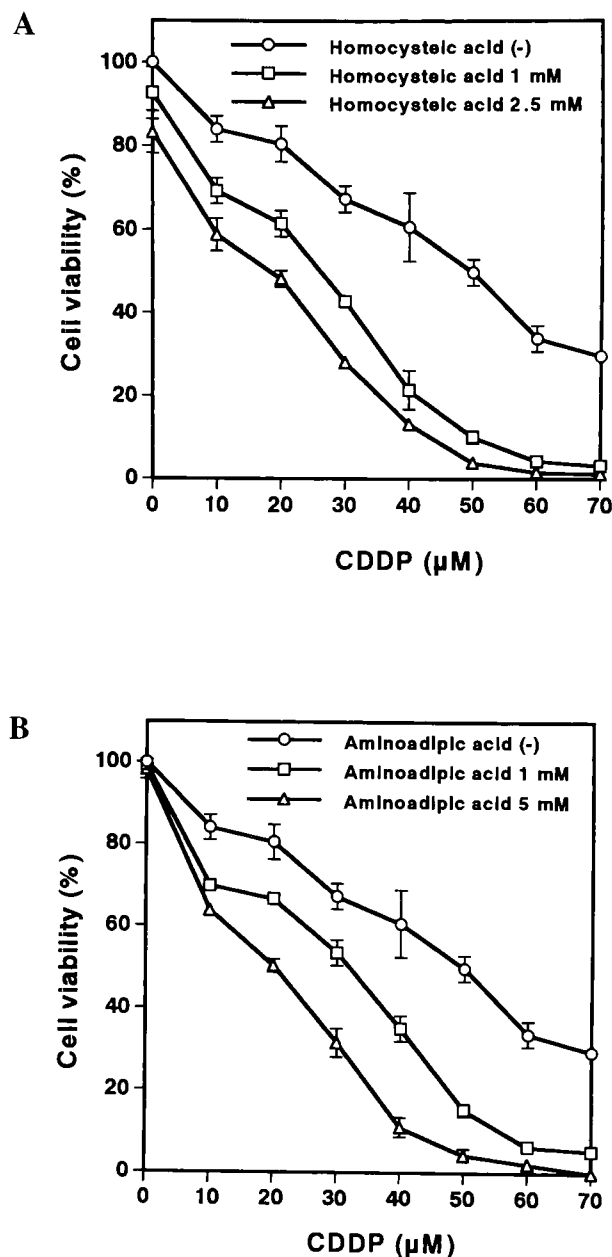 A
Homocysteic acid (-)
Homocysteic acid 1 mM
Homocysteic acid 2.5 mM
Cell viability (%)
100
80
60
40
20
0
0 10 20 30 40 50 60 70
CDDP (µM)
B
Aminoadipic acid (-)
Aminoadipic acid 1 mM
Aminoadipic acid 5 mM
Cell viability (%)
100
80
60
40
20
0
0 10 20 30 40 50 60 70
CDDP (µM)